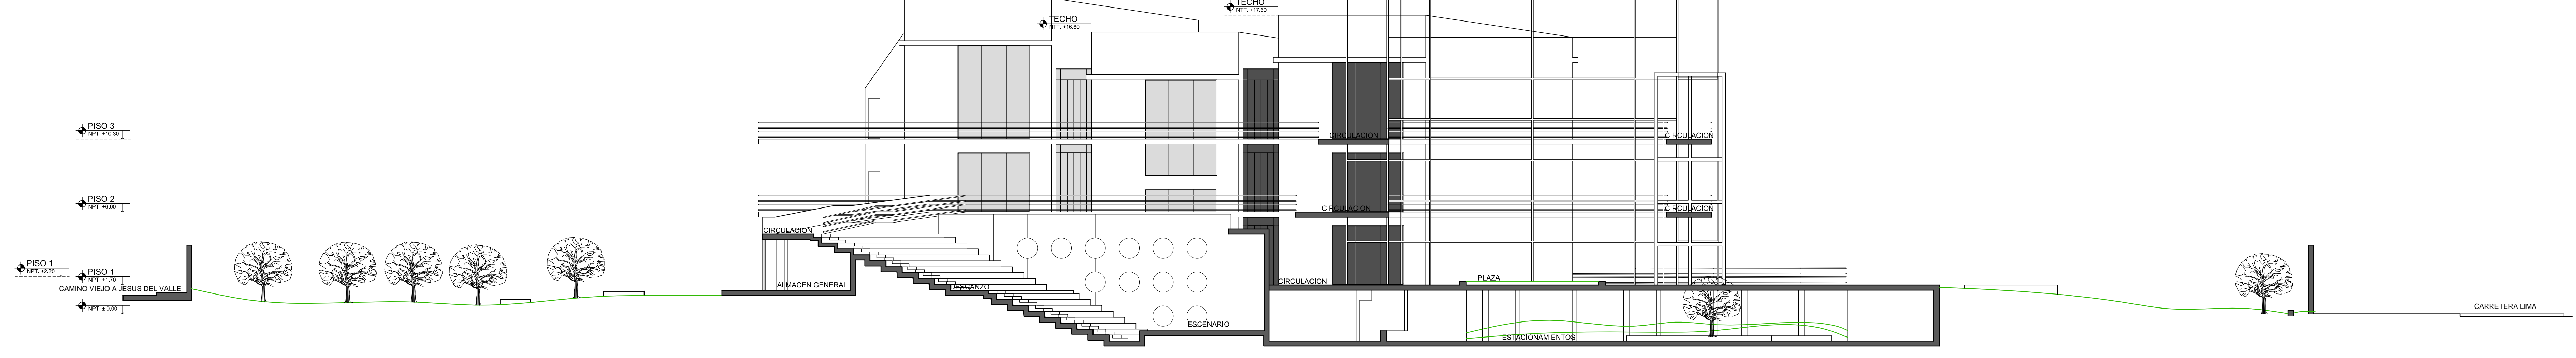 TECHO
NTT. +17,60
TECHO
NTT. +16,60
PISO 3
NPT. +10,30
CIRCULACION
CIRCULACION
PISO 2
NPT. +6,00
CIRCULACION
CIRCULACION
CIRCULACION
PISO 1
NPT. +2.20
PISO 1
NPT. +1,70
CAMINO VIEJO A JESUS DEL VALLE
ALMACEN GENERAL
DESCANZO
CIRCULACION
PLAZA
NPT. ± 0,00
ESCENARIO
ESTACIONAMIENTOS
CARRETERA LIMA